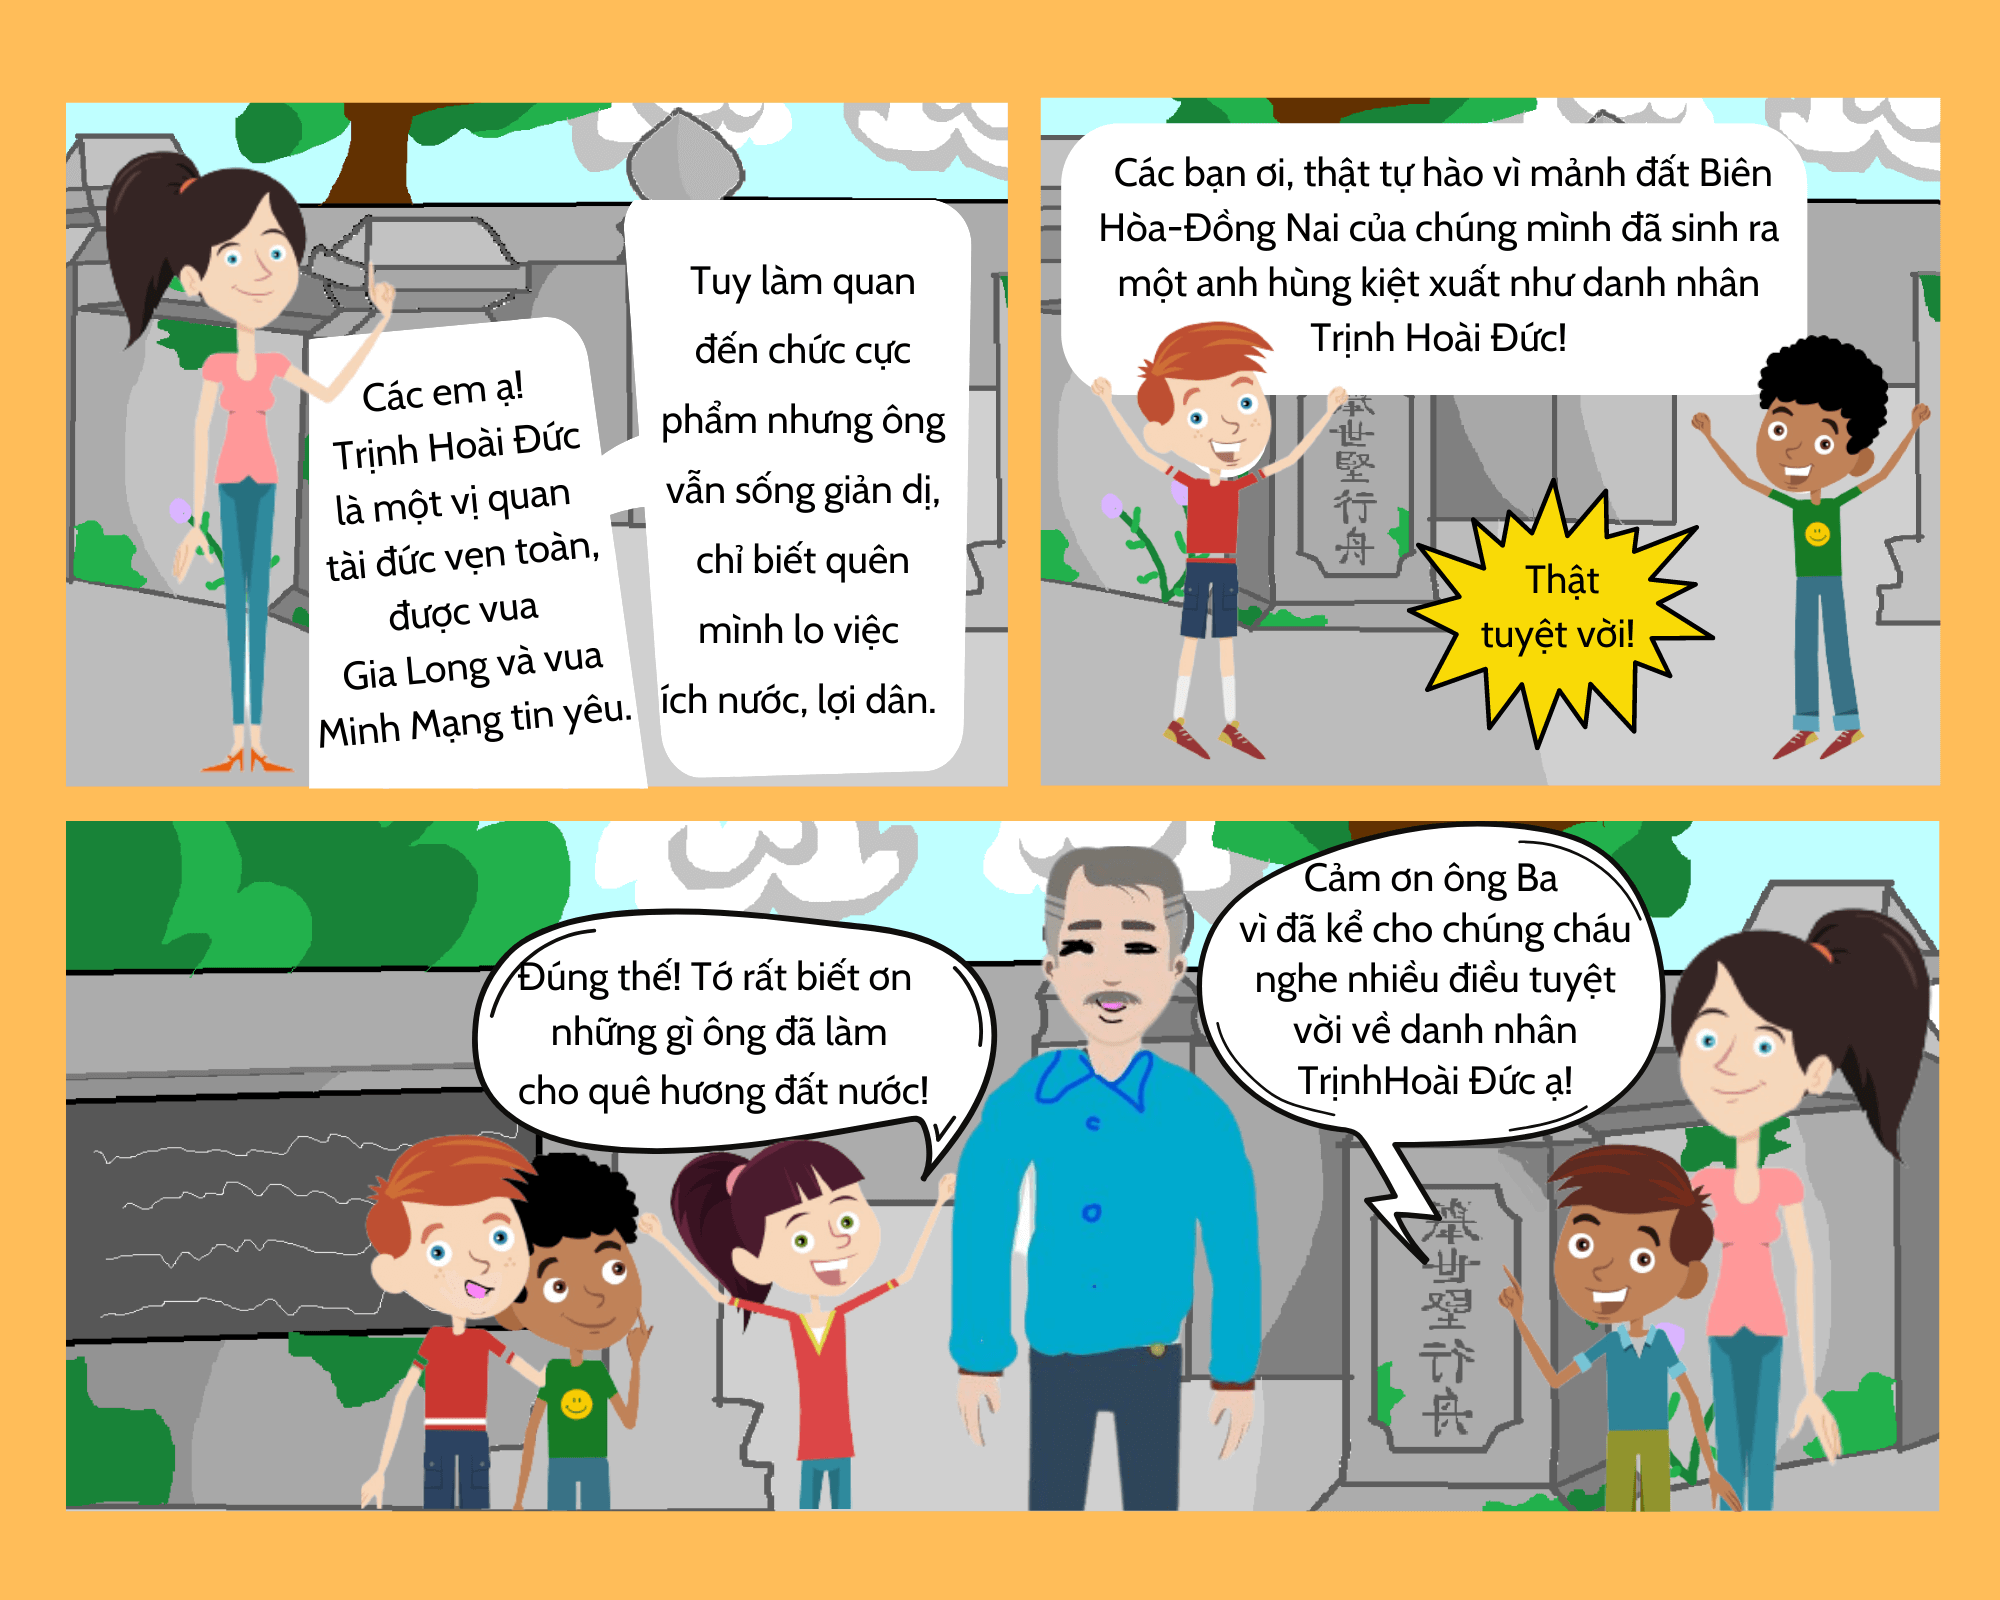 Các em ạ!
Trịnh Hoài Đức
là một vị quan
tài đức vẹn toàn,
được vua
Gia Long và vua
Minh Mạng tin yêu.
Tuy làm quan
đến chức cực
phẩm nhưng ông
vẫn sống giản dị,
chỉ biết quên
mình lo việc
ích nước, lợi dân.
Các bạn ơi, thật tự hào vì mảnh đất Biên
Hòa-Đồng Nai của chúng mình đã sinh ra
một anh hùng kiệt xuất như danh nhân
Trịnh Hoài Đức!
世
堅
行
舟
Thật
tuyệt vời!
Đúng thế! Tớ rất biết ơn
những gì ông đã làm
cho quê hương đất nước!
Cảm ơn ông Ba
vì đã kể cho chúng cháu
nghe nhiều điều tuyệt
vời về danh nhân
TrịnhHoài Đức ạ!
行
舟